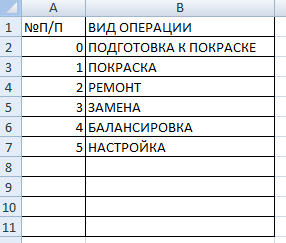 A B
1 №П/П ВИД ОПЕРАЦИИ
2 0 ПОДГОТОВКА К ПОКРАСКЕ
3 1 ПОКРАСКА
4 2 РЕМОНТ
5 3 ЗАМЕНА
6 4 БАЛАНСИРОВКА
7 5 НАСТРОЙКА
8
9
10
11